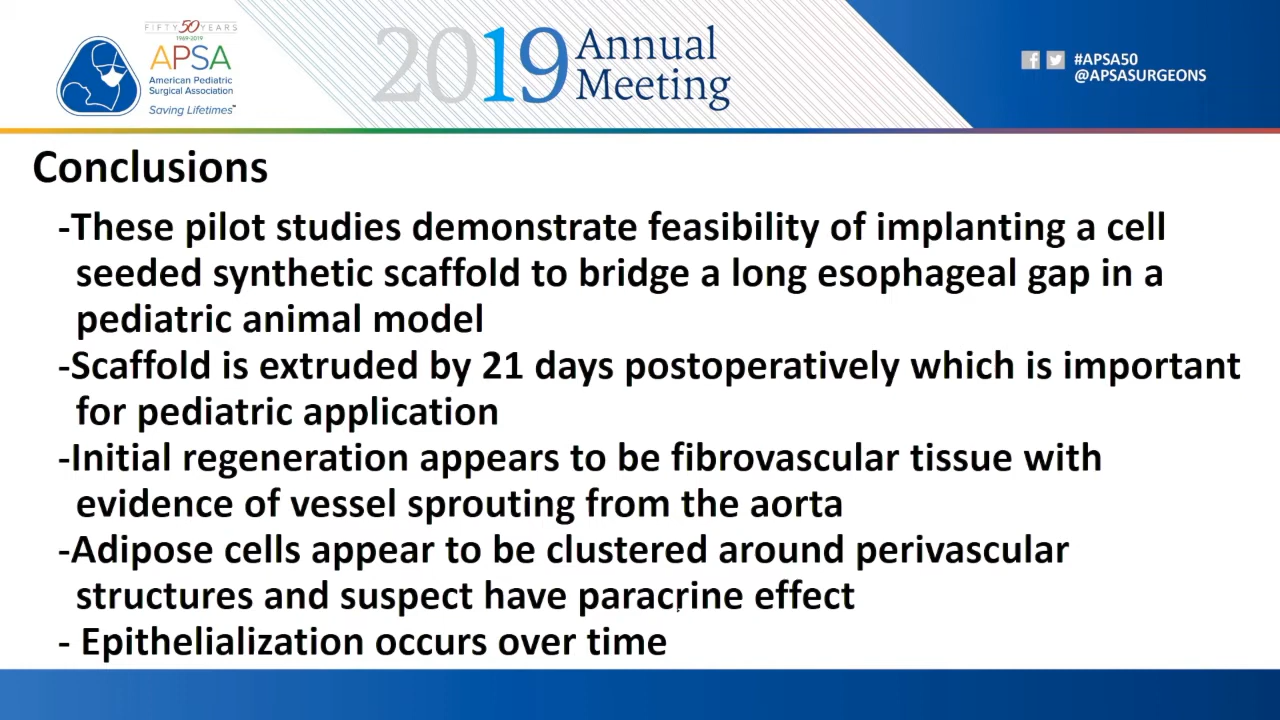 FIFTY 50 YEARS
1969-2019
APSA
American Pediatric
Surgical Association
Saving Lifetimes™
2019 Annual
Meeting
#APSA50
@APSASURGEONS
Conclusions
-These pilot studies demonstrate feasibility of implanting a cell
seeded synthetic scaffold to bridge a long esophageal gap in a
pediatric animal model
-Scaffold is extruded by 21 days postoperatively which is important
for pediatric application
-Initial regeneration appears to be fibrovascular tissue with
evidence of vessel sprouting from the aorta
-Adipose cells appear to be clustered around perivascular
structures and suspect have paracrine effect
- Epithelialization occurs over time